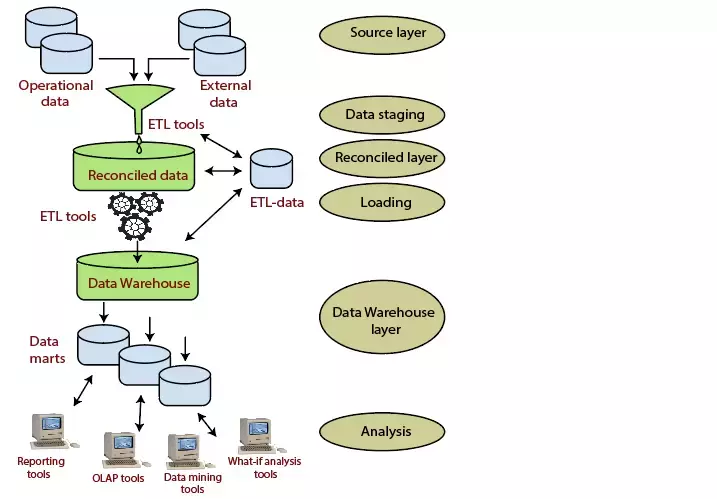 Source layer
Operational
data
External
data
ETL tools
Data staging
Reconciled data
Reconciled layer
ETL-data
ETL tools
Loading
Data Warehouse
Data Warehouse
layer
Data
marts
Analysis
Reporting
tools
OLAP tools
Data mining
tools
What-if analysis
tools